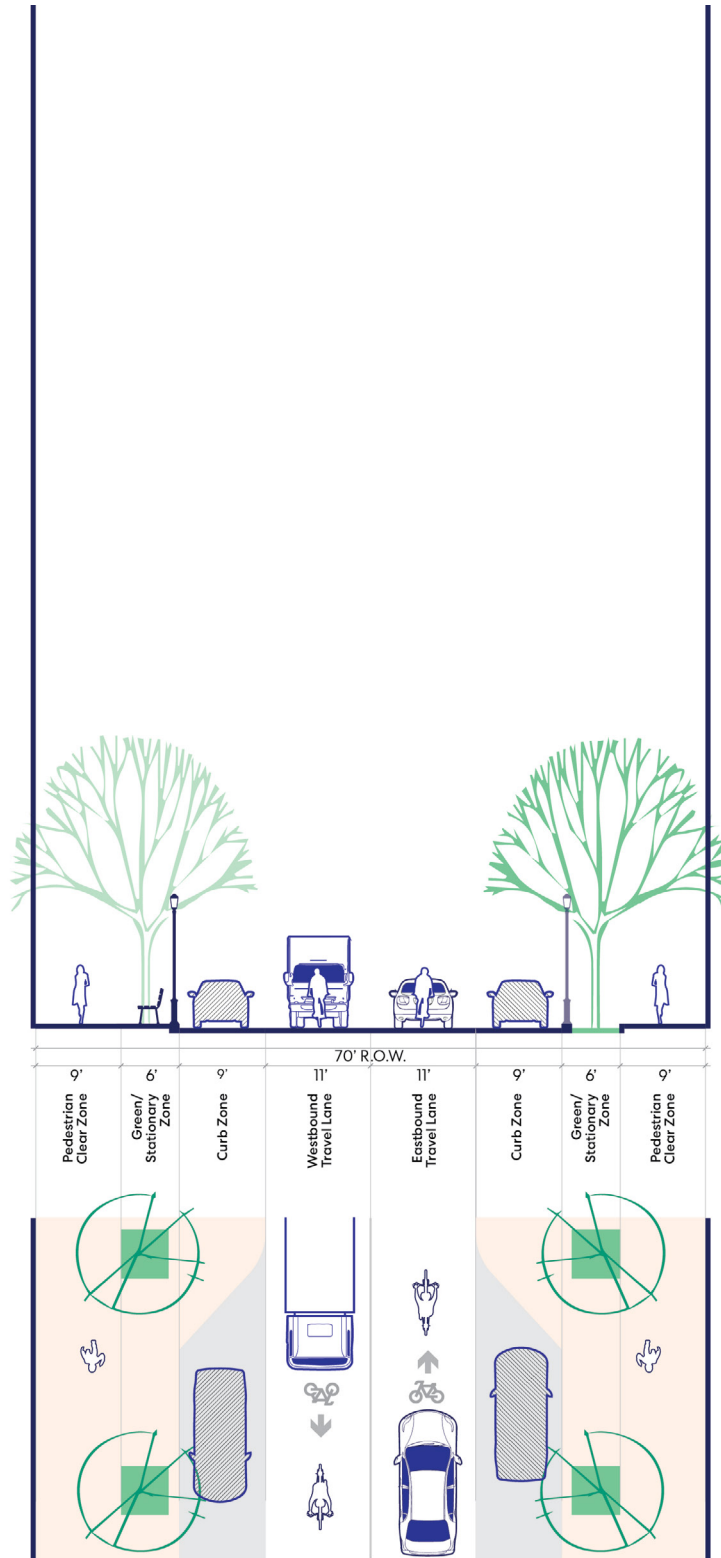 70' R.O.W.
9'
6'
9'
11'
11'
9'
6'
9'
Pedestrian
Clear Zone
Green/
Stationary
Zone
Curb Zone
Westbound
Travel Lane
Eastbound
Travel Lane
Curb Zone
Green/
Stationary
Zone
Pedestrian
Clear Zone